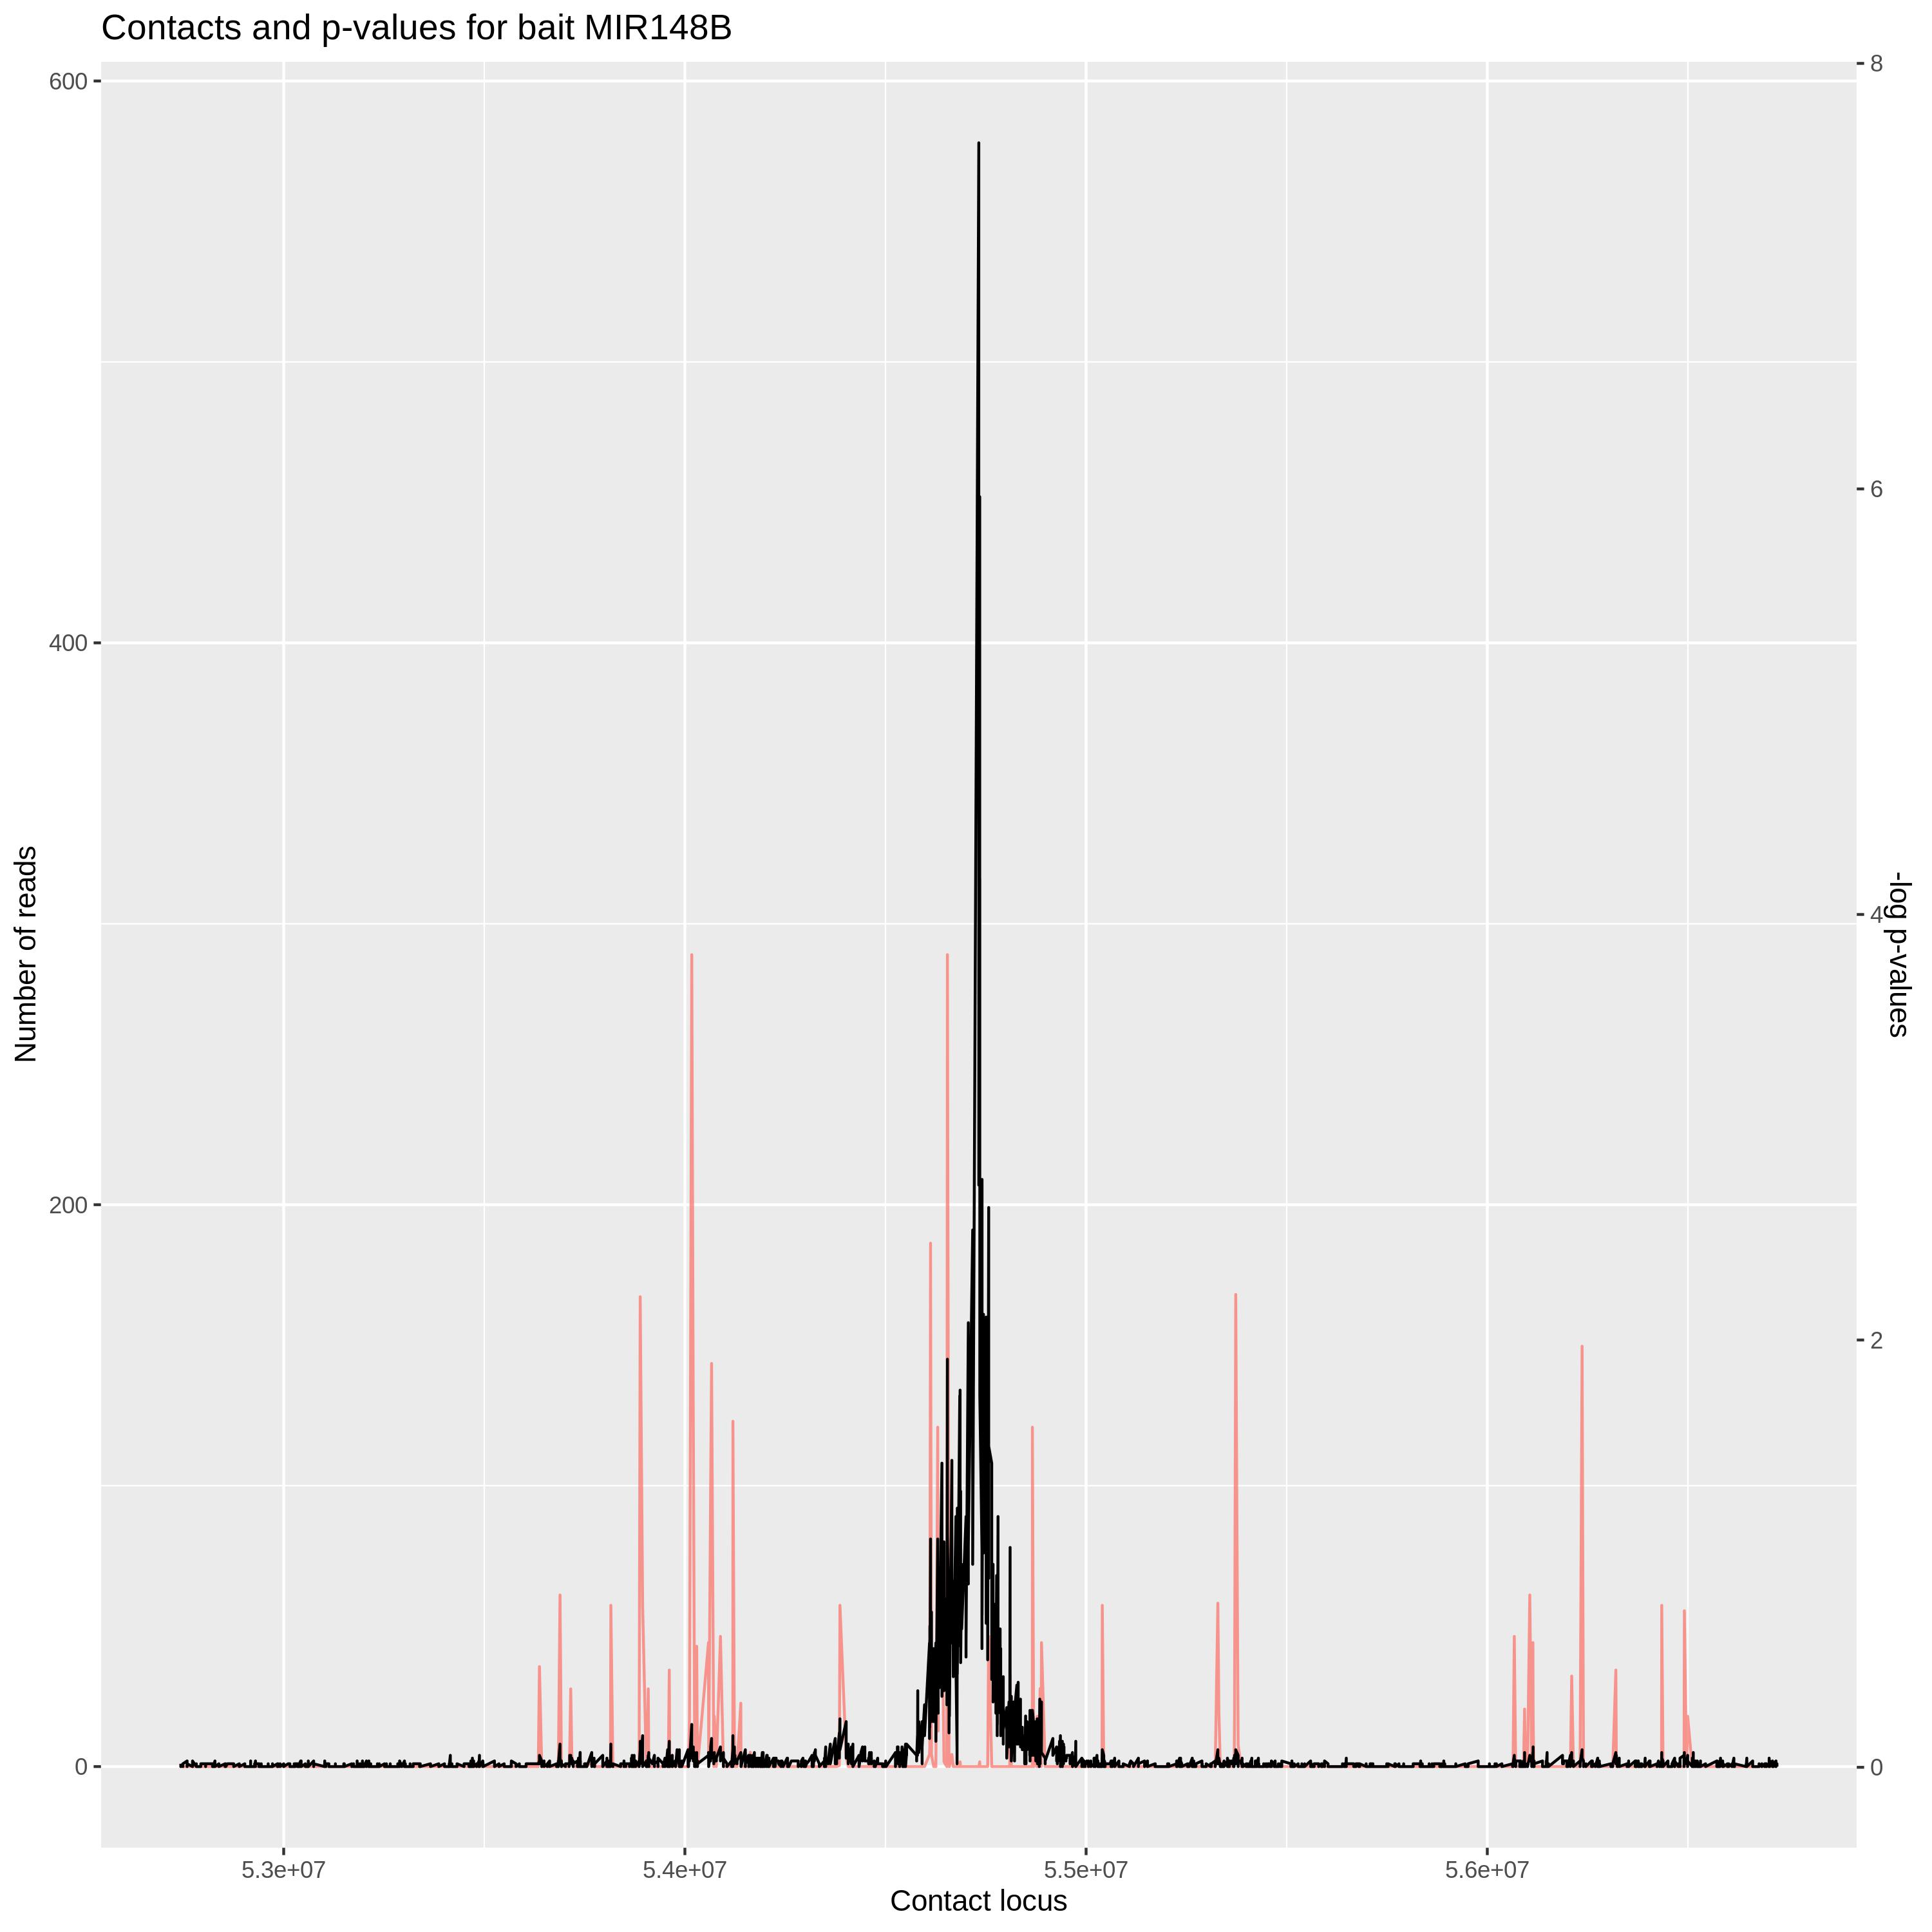 Contacts and p-values for bait MIR148B
600
400
200
0
Number of reads
8
6
4
2
0
-log p-values
5.3e+07
5.4e+07
5.5e+07
5.6e+07
Contact locus